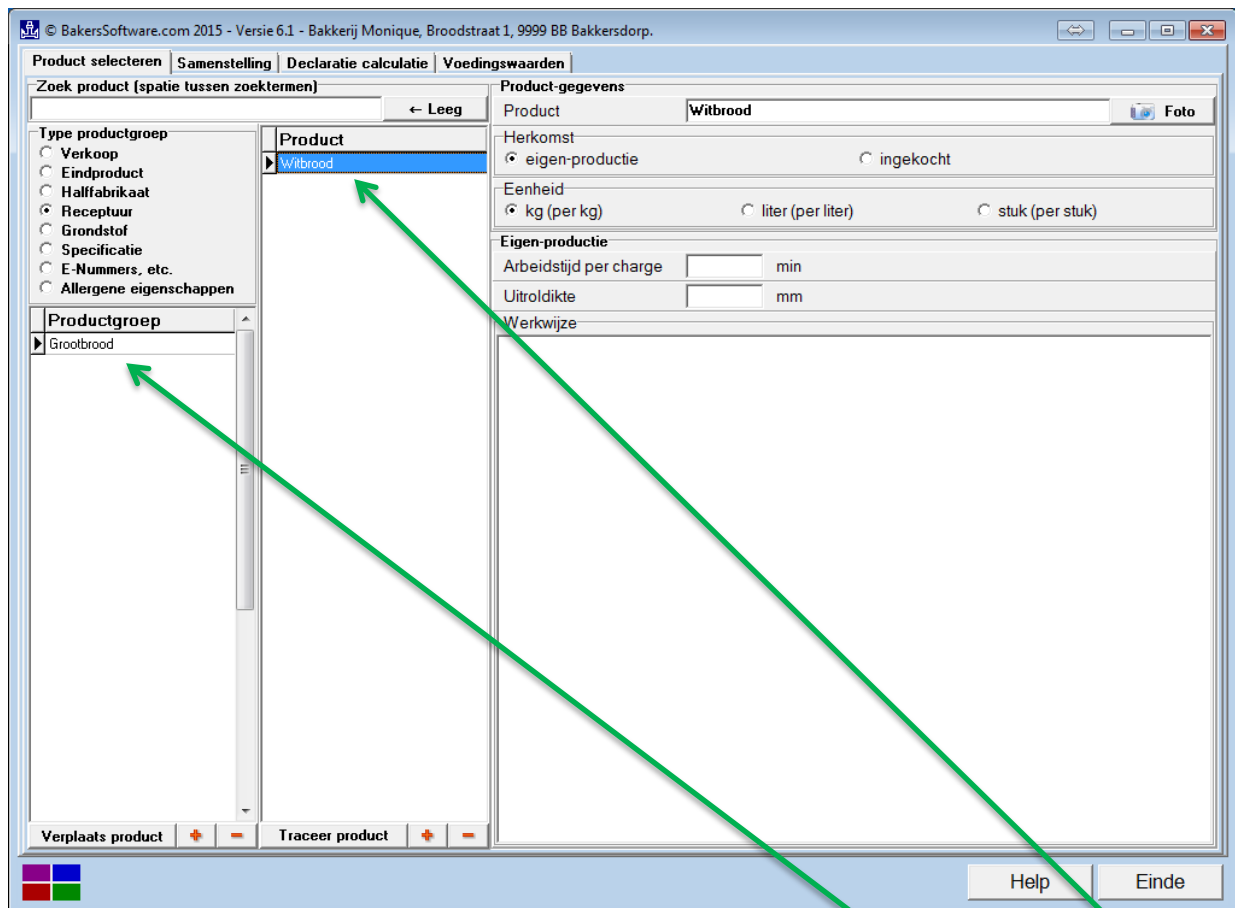 © BakersSoftware.com 2015 - Versie 6.1 - Bakkerij Monique, Broodstraat 1, 9999 BB Bakkersdorp.
Product selecteren Samenstelling Declaratie calculatie Voedingswaarden
Zoek product (spatie tussen zoektermen)
← Leeg
Type productgroep
Verkoop
Eindproduct
Halffabrikaat
Receptuur
Grondstof
Specificatie
E-Nummers, etc.
Allergene eigenschappen
Productgroep
Grootbrood
Verplaats product + -
Product
Witbrood
Traceer product + -
Product-gegevens
Product Witbrood Foto
Herkomst
eigen-productie ingekocht
Eenheid
kg (per kg) liter (per liter) stuk (per stuk)
Eigen-productie
Arbeidstijd per charge min
Uitroldikte mm
Werkwijze
Help Einde